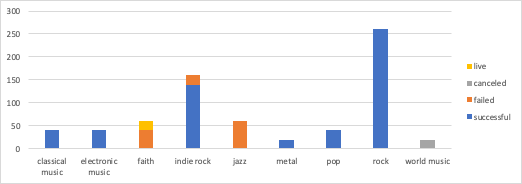 300
250
200
150
100
50
0
classical music
electronic music
faith
indie rock
jazz
metal
pop
rock
world music
live
canceled
failed
successful